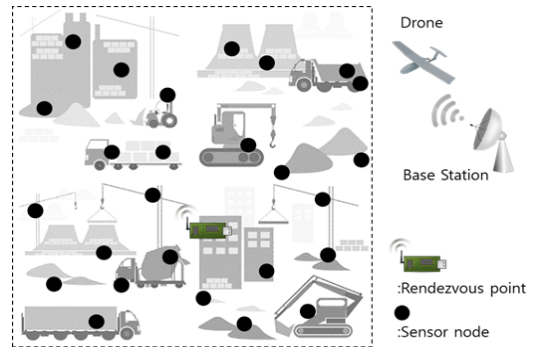 Drone
Base Station
:Rendezvous point
:Sensor node